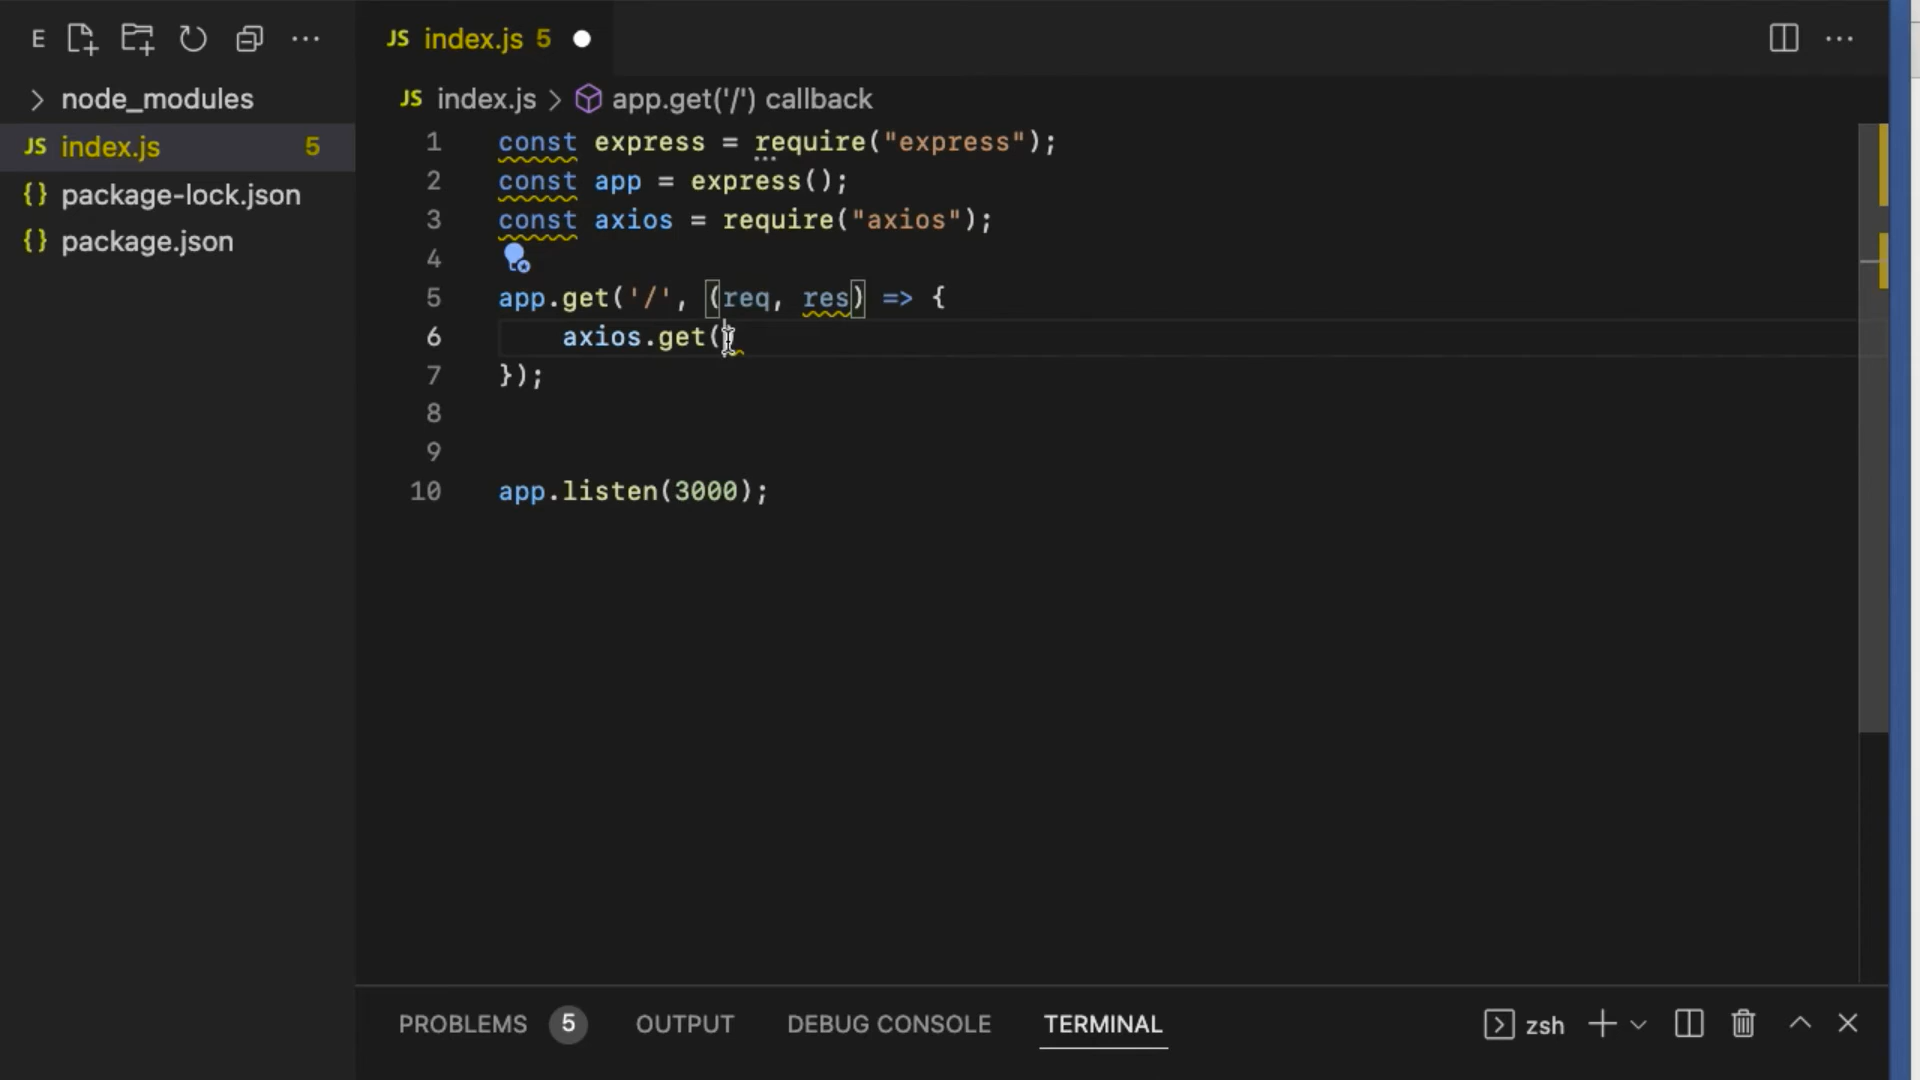 E
JS index.js 5
node_modules
JS index.js 5
{} package-lock.json
{} package.json
JS index.js > app.get('/') callback
1 const express = require("express");
2 const app = express();
3 const axios = require("axios");
4
5 app.get('/', (req, res) => {
6 axios.get(
7 });
8
9
10 app.listen(3000);
PROBLEMS 5 OUTPUT DEBUG CONSOLE TERMINAL zsh